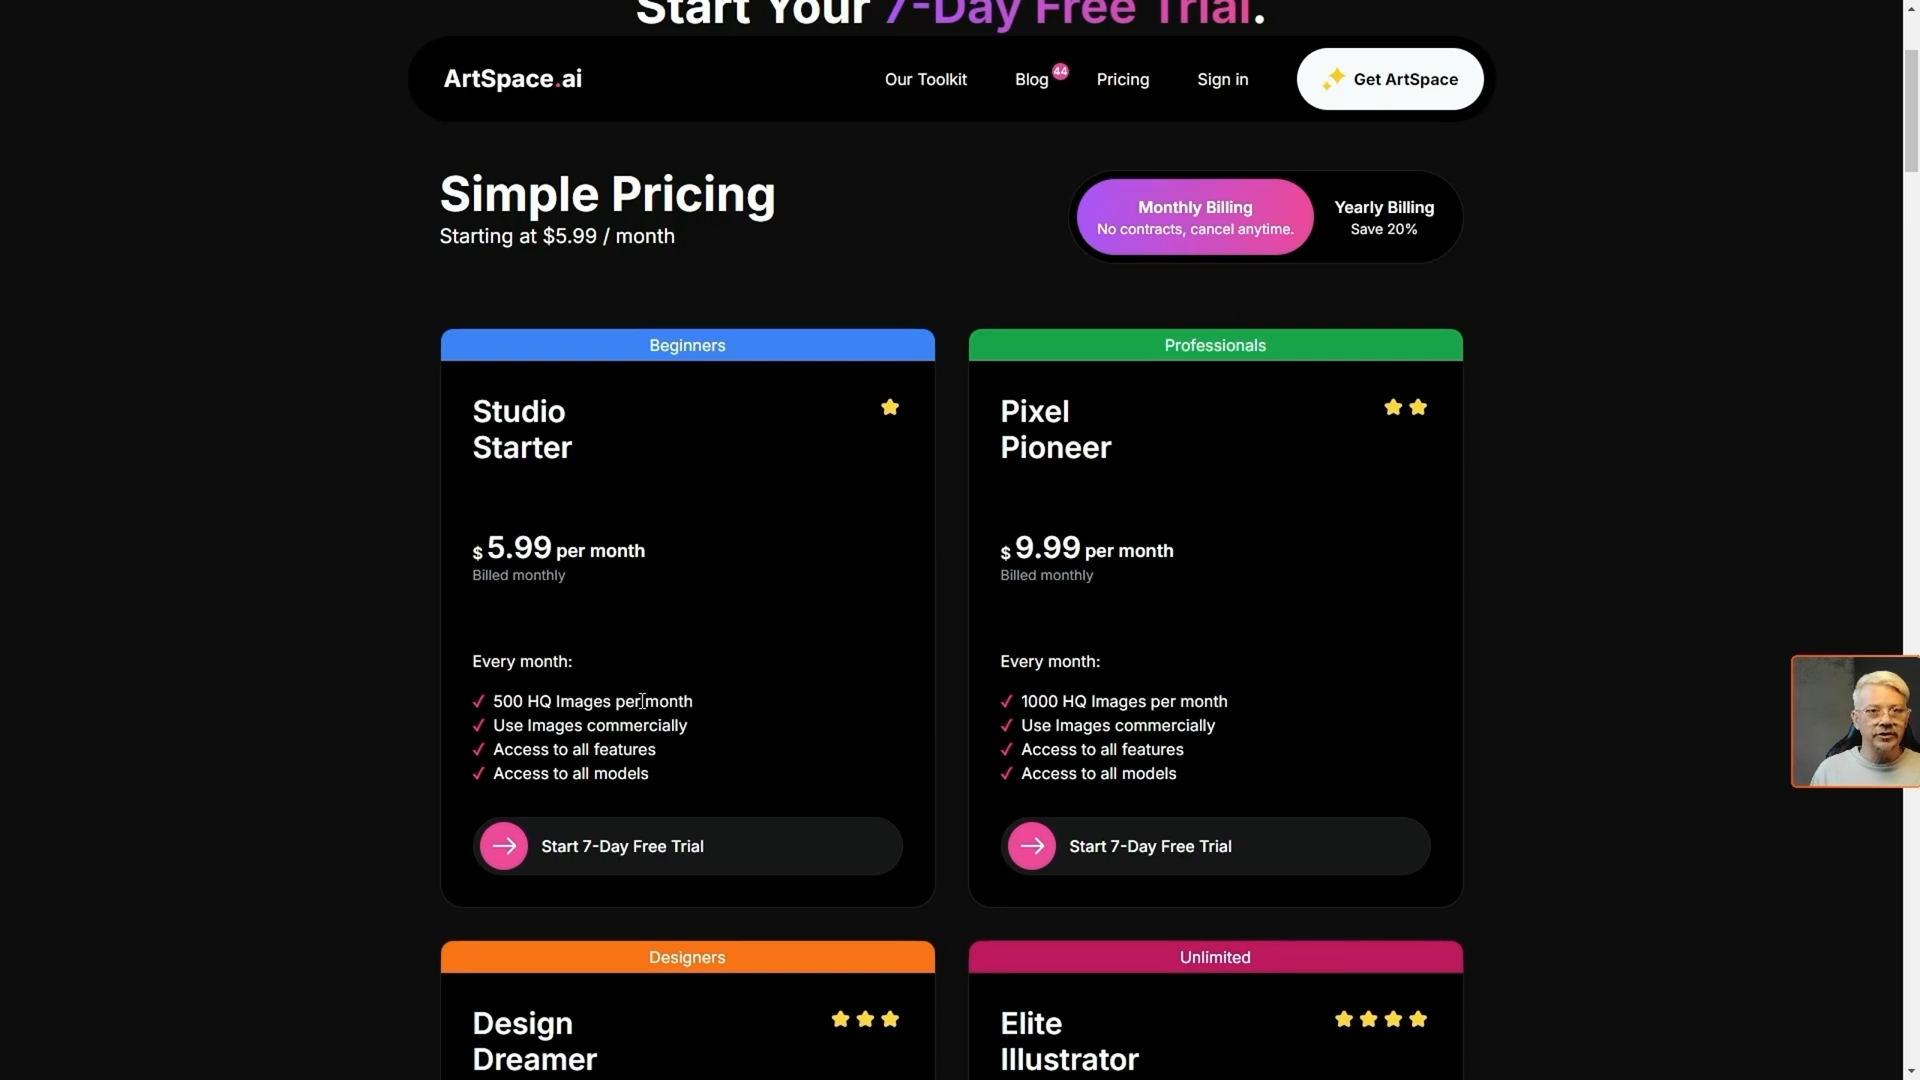 Start Your 7-Day Free Trial.
ArtSpace.ai
Our Toolkit
Blog 44
Pricing
Sign in
Get ArtSpace
Simple Pricing
Starting at $5.99 / month
Monthly Billing
No contracts, cancel anytime.
Yearly Billing
Save 20%
Beginners
Studio
Starter
$ 5.99 per month
Billed monthly
Every month:
500 HQ Images per month
Use Images commercially
Access to all features
Access to all models
Start 7-Day Free Trial
Professionals
Pixel
Pioneer
$ 9.99 per month
Billed monthly
Every month:
1000 HQ Images per month
Use Images commercially
Access to all features
Access to all models
Start 7-Day Free Trial
Designers
Design
Dreamer
Unlimited
Elite
Illustrator